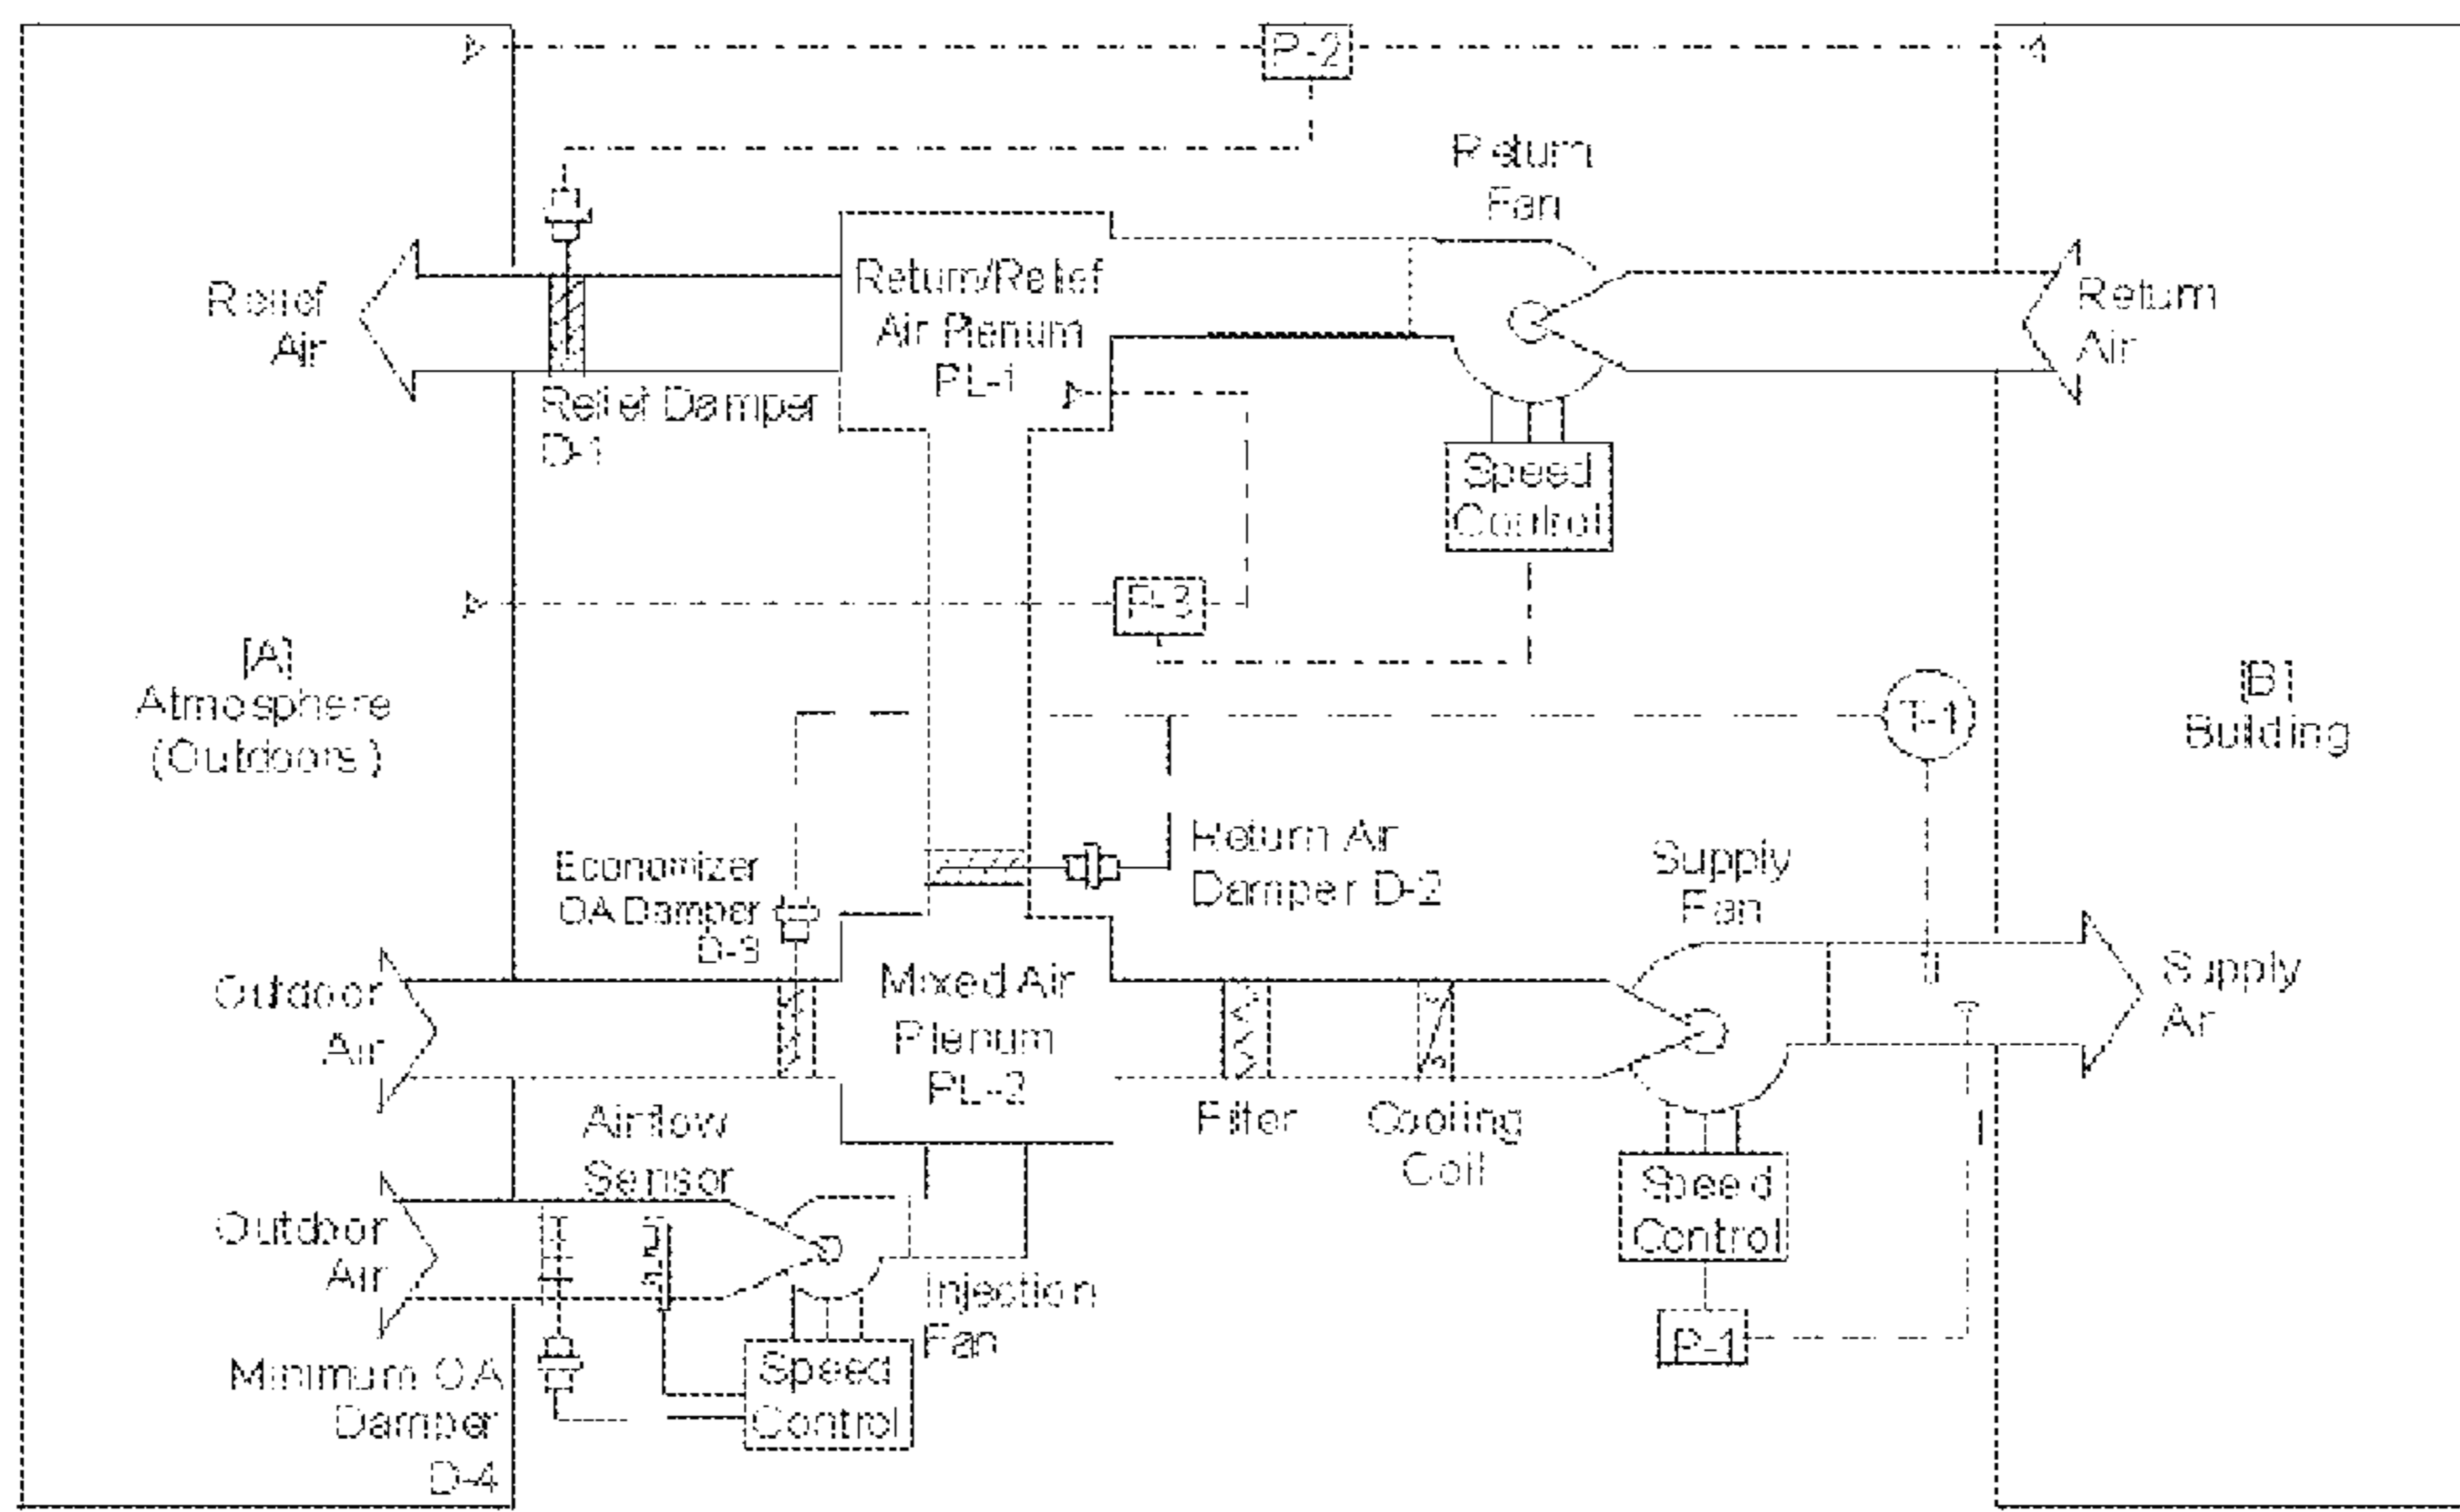 P-2
Return
Fan
Return/Relief
Air Plenum
PL-1
Relief
Air
Return
Air
Relief Damper
D-1
Speed
Control
P-3
[A]
Atmosphere
(Outdoors)
[B]
Building
T-1
Return Air
Damper D-2
Economizer
OA Damper
D-3
Supply
Fan
Outdoor
Air
Mixed Air
Plenum
PL-2
Supply
Air
Filter
Cooling
Coil
Airflow
Sensor
Speed
Control
Outdoor
Air
Injection
Fan
P-1
Minimum OA
Damper
D-4
Speed
Control